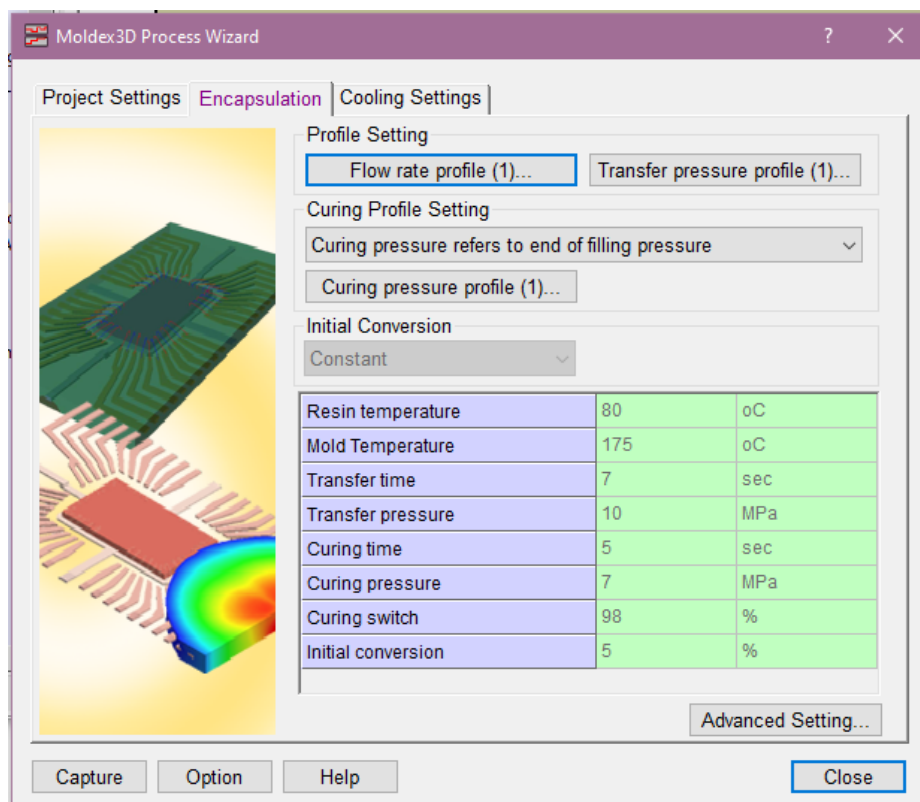 Moldex3D Process Wizard ? ×
Project Settings Encapsulation Cooling Settings
Profile Setting
Flow rate profile (1)... Transfer pressure profile (1)...
Curing Profile Setting
Curing pressure refers to end of filling pressure
Curing pressure profile (1)...
Initial Conversion
Constant
Resin temperature 80 oC
Mold Temperature 175 oC
Transfer time 7 sec
Transfer pressure 10 MPa
Curing time 5 sec
Curing pressure 7 MPa
Curing switch 98 %
Initial conversion 5 %
Advanced Setting...
Capture Option Help Close